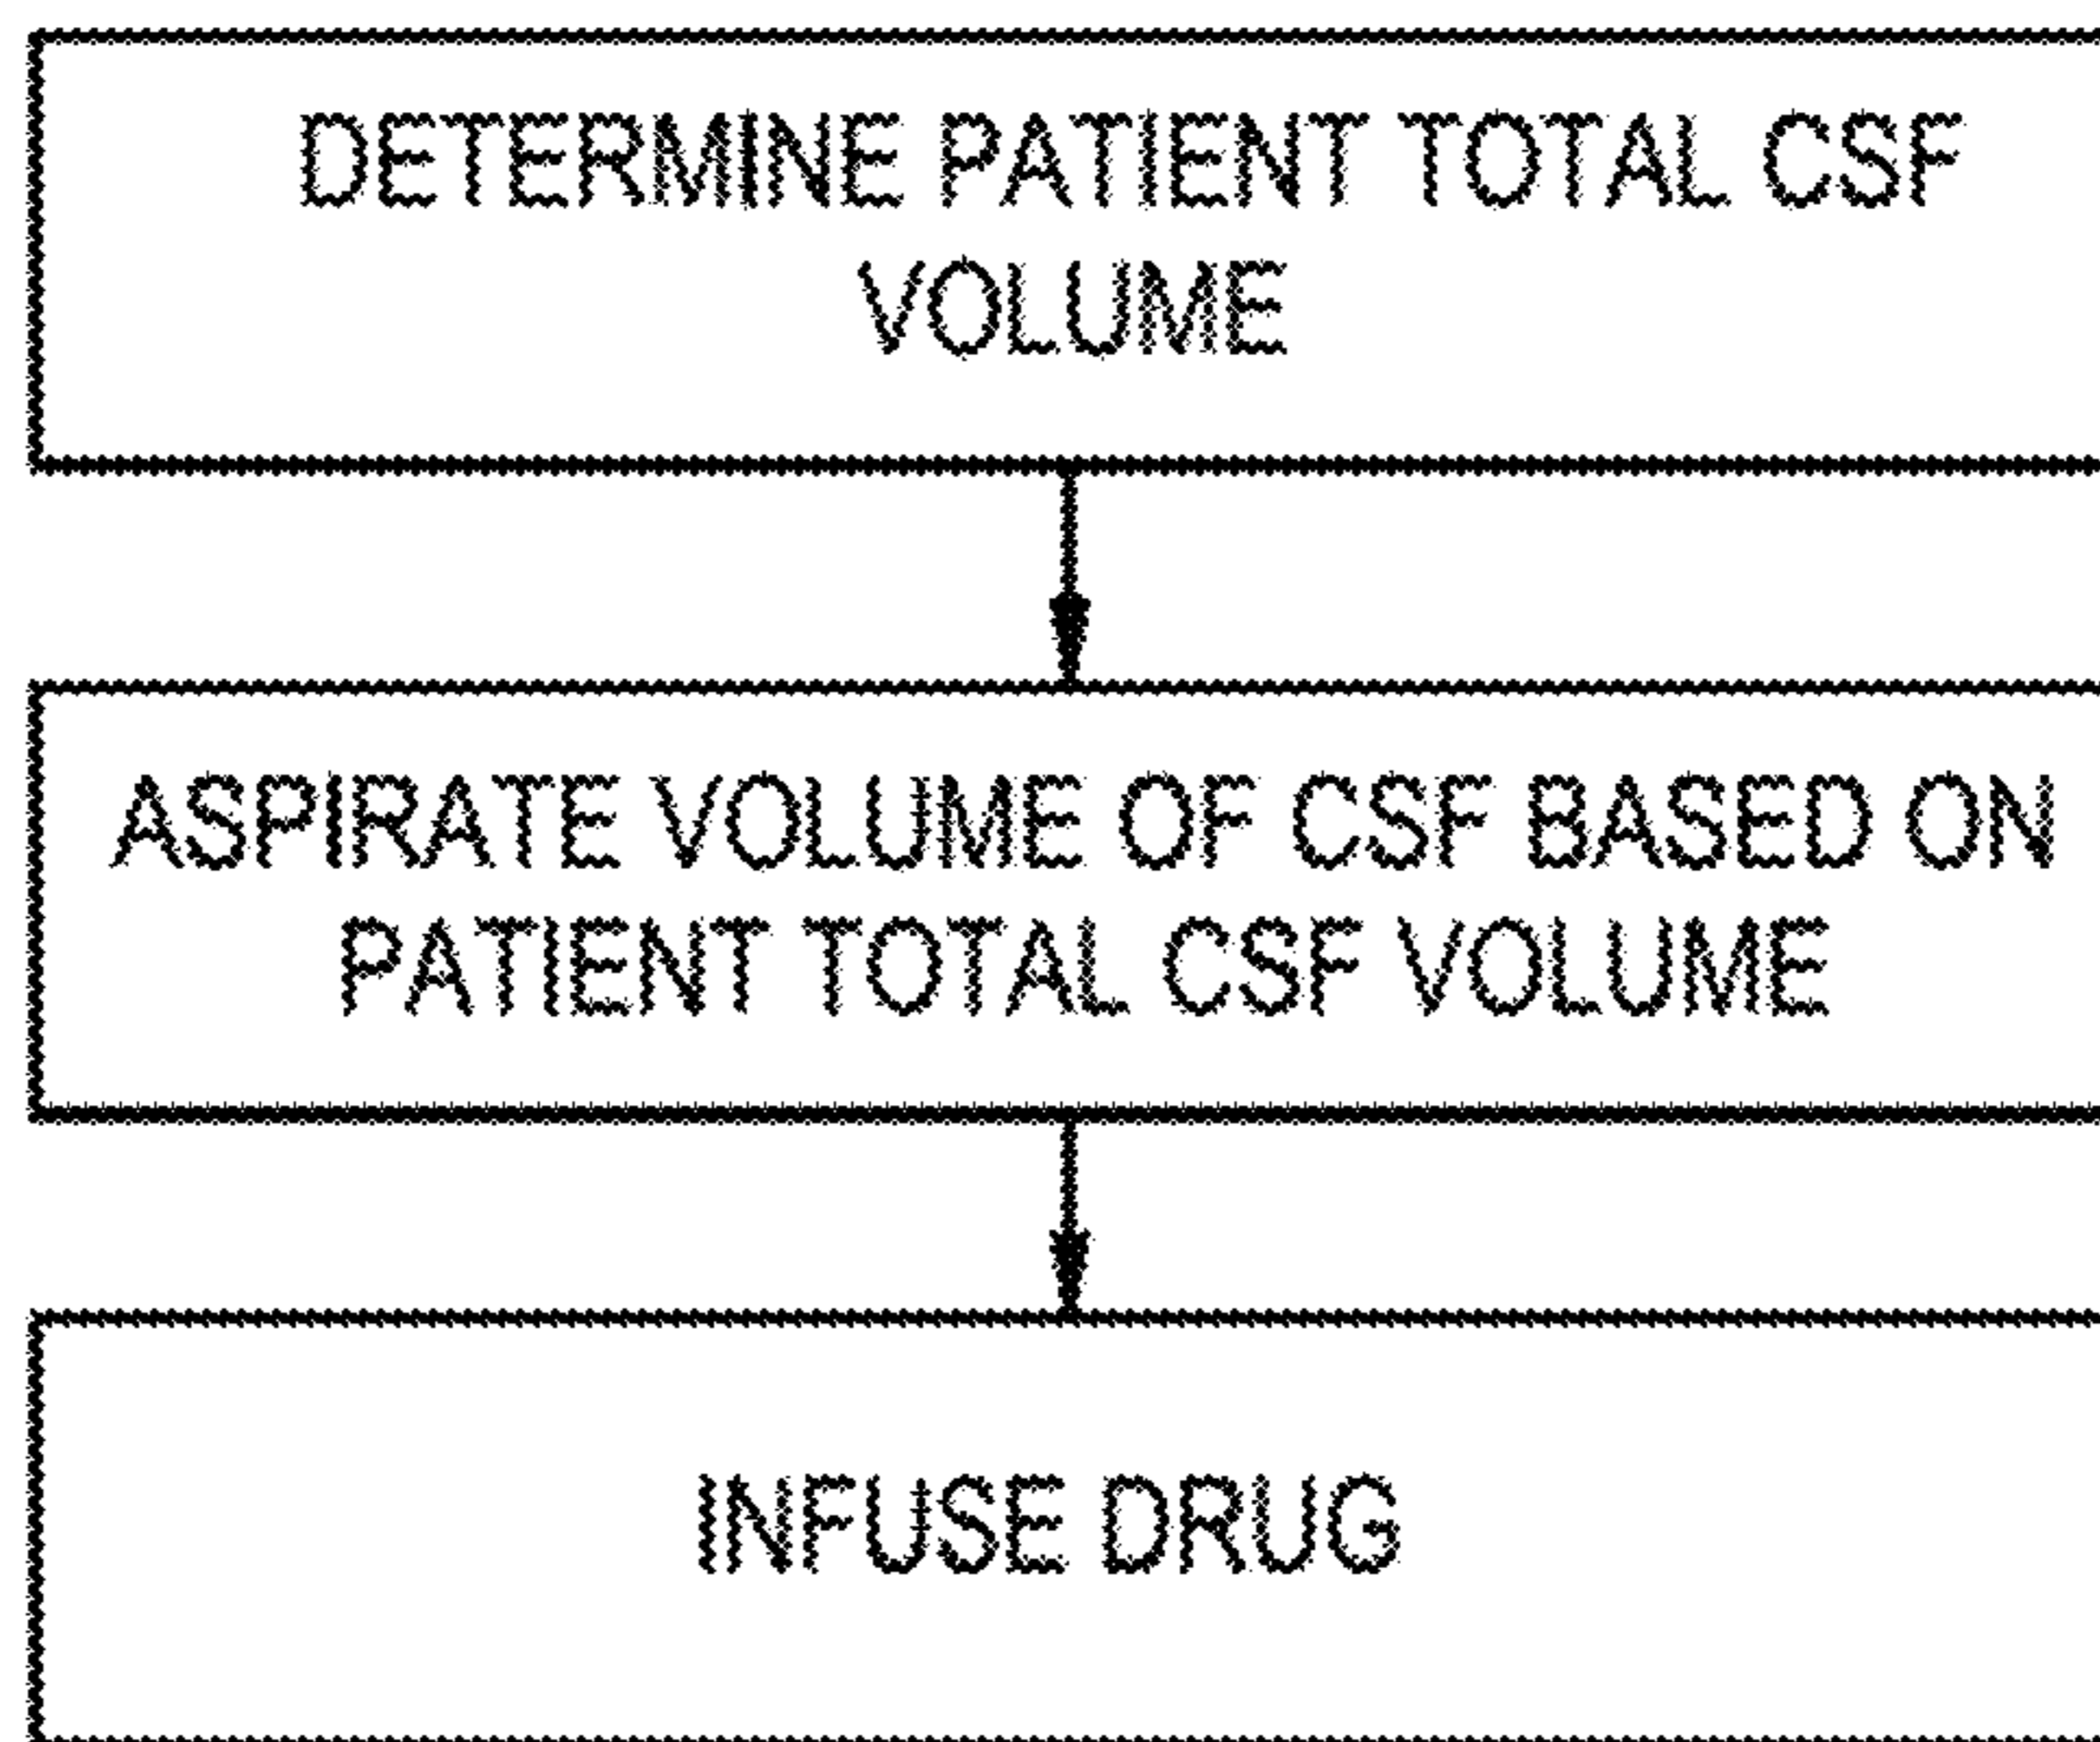 DETERMINE PATIENT TOTAL CSF
VOLUME
ASPIRATE VOLUME OF CSF BASED ON
PATIENT TOTAL CSF VOLUME
INFUSE DRUG